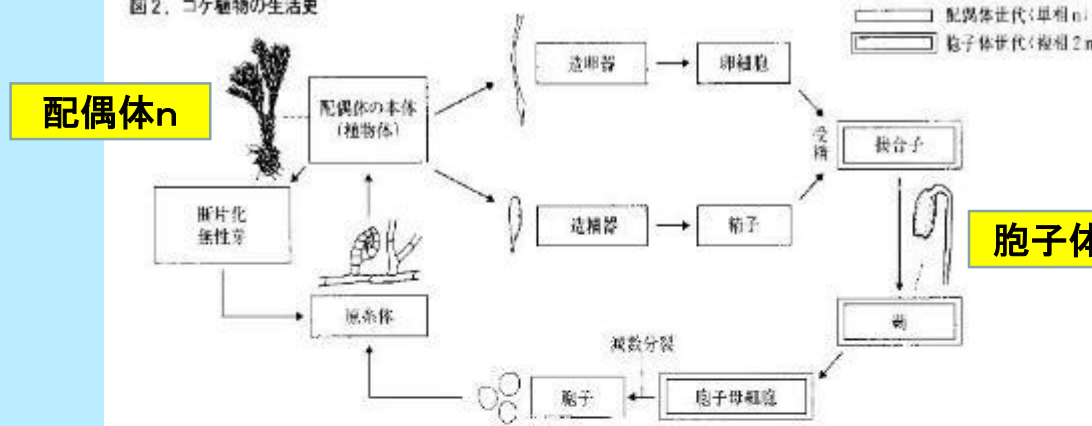 図2. コケ植物の生活史
配偶体世代(単相n)
胞子体世代(複相2n
配偶体n
造卵器
卵細胞
配偶体の本体
(植物体)
受精
接合子
断片化
無性芽
造精器
精子
胞子体
原糸体
蒴
減数分裂
胞子
胞子母細胞